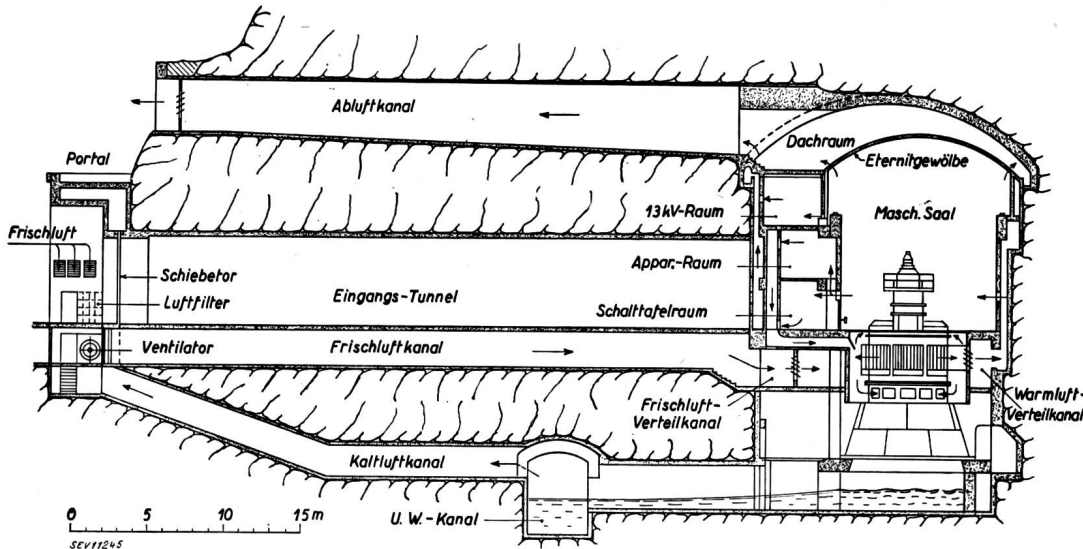 Abluftkanal
Dachraum
Eternitgewölbe
Portal
13kV-Raum
Masch. Saal
Frischluft
Schiebetor
Appar.-Raum
Luftfilter
Eingangs-Tunnel
Schalttafelraum
Ventilator
Frischluftkanal
Frischluft-
Verteilkanal
Warmluft-
Verteilkanal
Kaltluftkanal
U. W.-Kanal
0 5 10 15 m
SEV11245